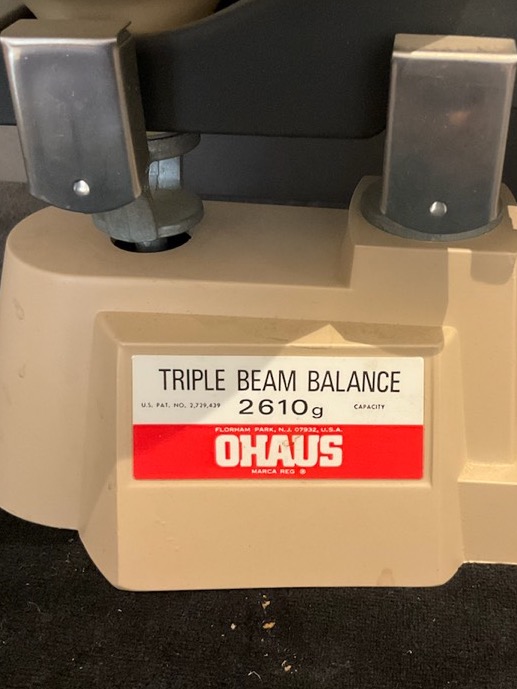 TRIPLE BEAM BALANCE
U.S. PAT. NO. 2,729,439 2610g CAPACITY
FLORHAM PARK, N.J. 07932, U.S.A.
OHAUS
MARCA REG ®